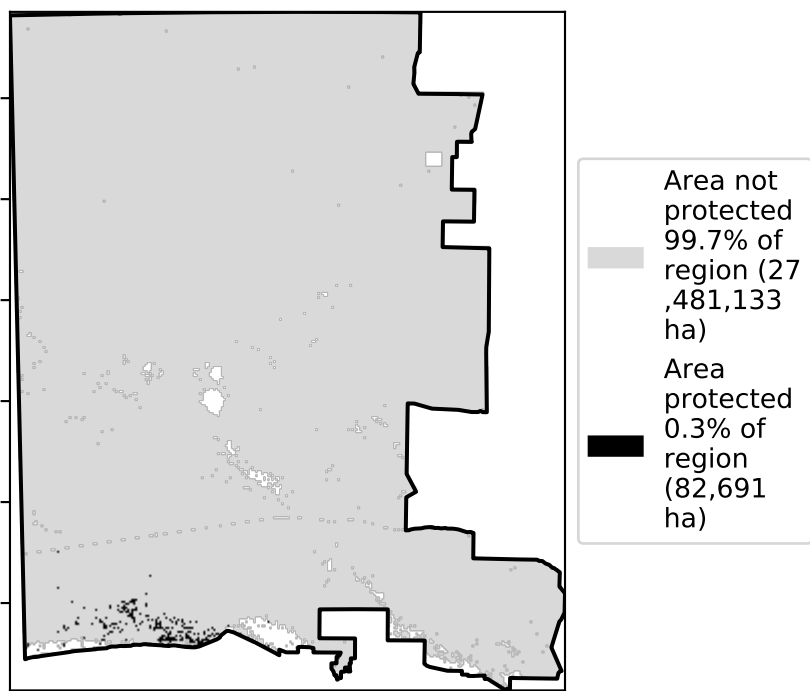 Area not
protected
99.7% of
region (27
,481,133
ha)
Area
protected
0.3% of
region
(82,691
ha)